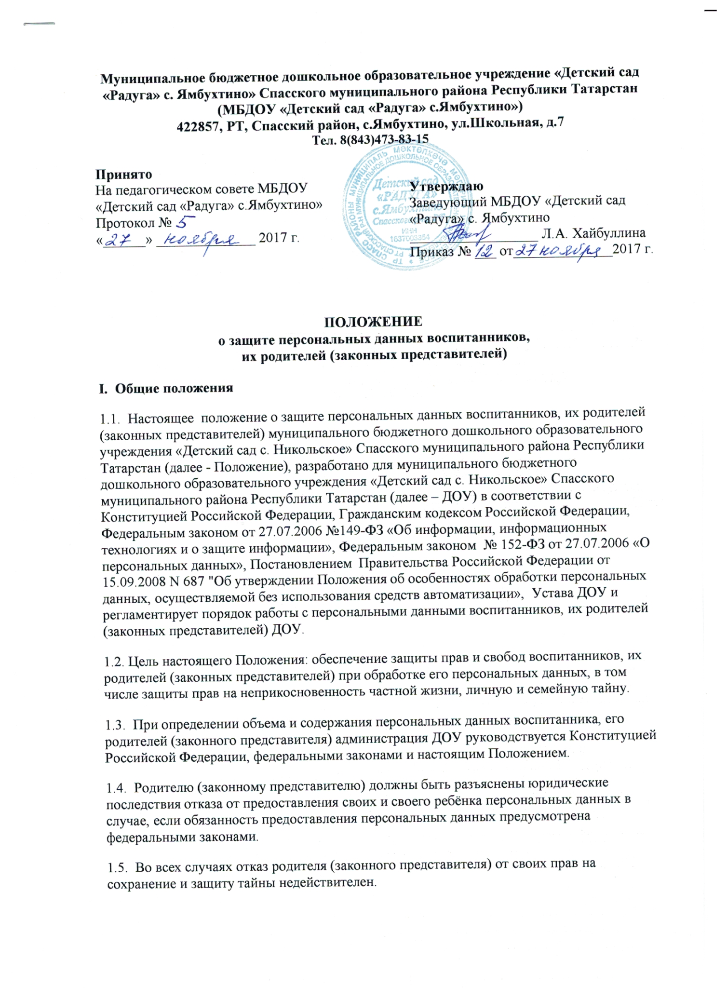 Муниципальное бюджетное дошкольное образовательное учреждение «Детский сад
«Радуга» с. Ямбухтино» Спасского муниципального района Республики Татарстан
(МБДОУ «Детский сад «Радуга» с.Ямбухтино»)
422857, РТ, Спасский район, с.Ямбухтино, ул.Школьная, д.7
Тел. 8(843)473-83-15
Принято
На педагогическом совете МБДОУ
«Детский сад «Радуга» с.Ямбухтино»
Протокол № 5
«27» ноября 2017 г.
Детский сад
«РАДУГА»
с.Ямбухтино
ИНН
1637003354
Утверждаю
Заведующий МБДОУ «Детский сад
«Радуга» с. Ямбухтино
Л.А. Хайбуллина
Приказ № 12 от 27 ноября 2017 г.
ПОЛОЖЕНИЕ
о защите персональных данных воспитанников,
их родителей (законных представителей)
I. Общие положения
1.1. Настоящее положение о защите персональных данных воспитанников, их родителей
(законных представителей) муниципального бюджетного дошкольного образовательного
учреждения «Детский сад с. Никольское» Спасского муниципального района Республики
Татарстан (далее - Положение), разработано для муниципального бюджетного
дошкольного образовательного учреждения «Детский сад с. Никольское» Спасского
муниципального района Республики Татарстан (далее – ДОУ) в соответствии с
Конституцией Российской Федерации, Гражданским кодексом Российской Федерации,
Федеральным законом от 27.07.2006 №149-ФЗ «Об информации, информационных
технологиях и о защите информации», Федеральным законом № 152-ФЗ от 27.07.2006 «О
персональных данных», Постановлением Правительства Российской Федерации от
15.09.2008 N 687 "Об утверждении Положения об особенностях обработки персональных
данных, осуществляемой без использования средств автоматизации», Устава ДОУ и
регламентирует порядок работы с персональными данными воспитанников, их родителей
(законных представителей) ДОУ.
1.2. Цель настоящего Положения: обеспечение защиты прав и свобод воспитанников, их
родителей (законных представителей) при обработке его персональных данных, в том
числе защиты прав на неприкосновенность частной жизни, личную и семейную тайну.
1.3. При определении объема и содержания персональных данных воспитанника, его
родителей (законного представителя) администрация ДОУ руководствуется Конституцией
Российской Федерации, федеральными законами и настоящим Положением.
1.4. Родителю (законному представителю) должны быть разъяснены юридические
последствия отказа от предоставления своих и своего ребёнка персональных данных в
случае, если обязанность предоставления персональных данных предусмотрена
федеральными законами.
1.5. Во всех случаях отказ родителя (законного представителя) от своих прав на
сохранение и защиту тайны недействителен.